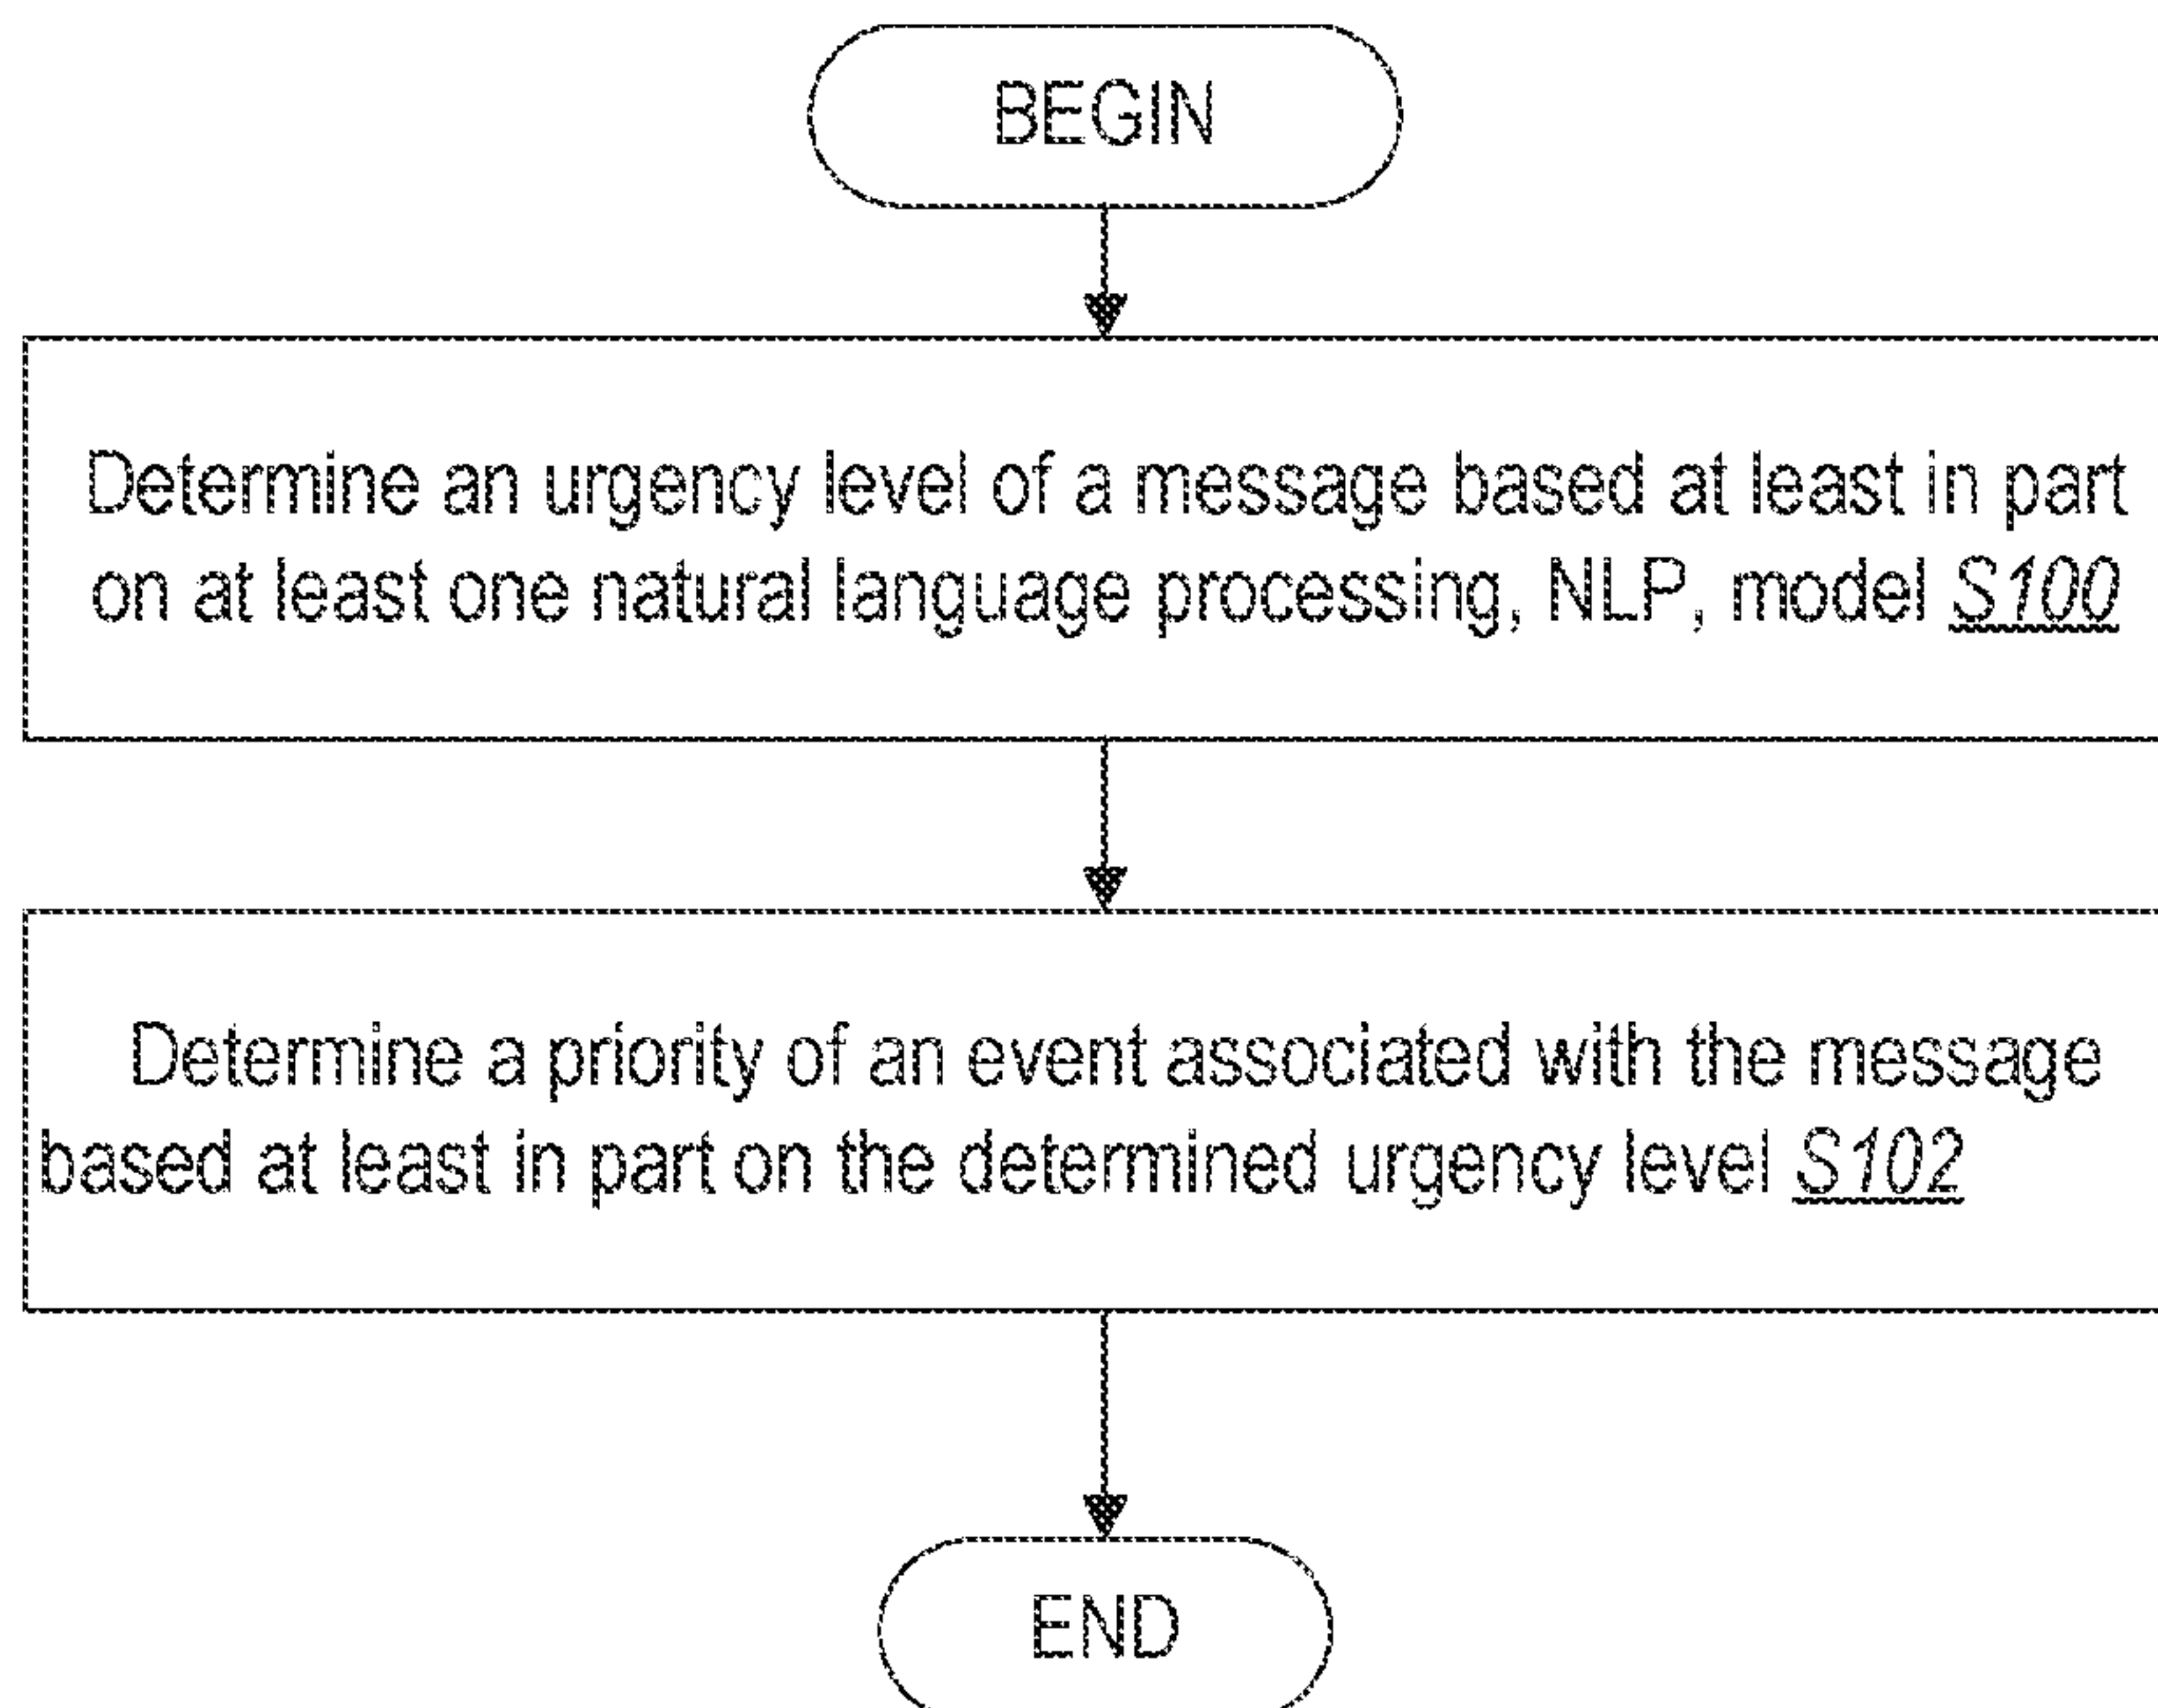 BEGIN
Determine an urgency level of a message based at least in part
on at least one natural language processing, NLP, model S100
Determine a priority of an event associated with the message
based at least in part on the determined urgency level S102
END